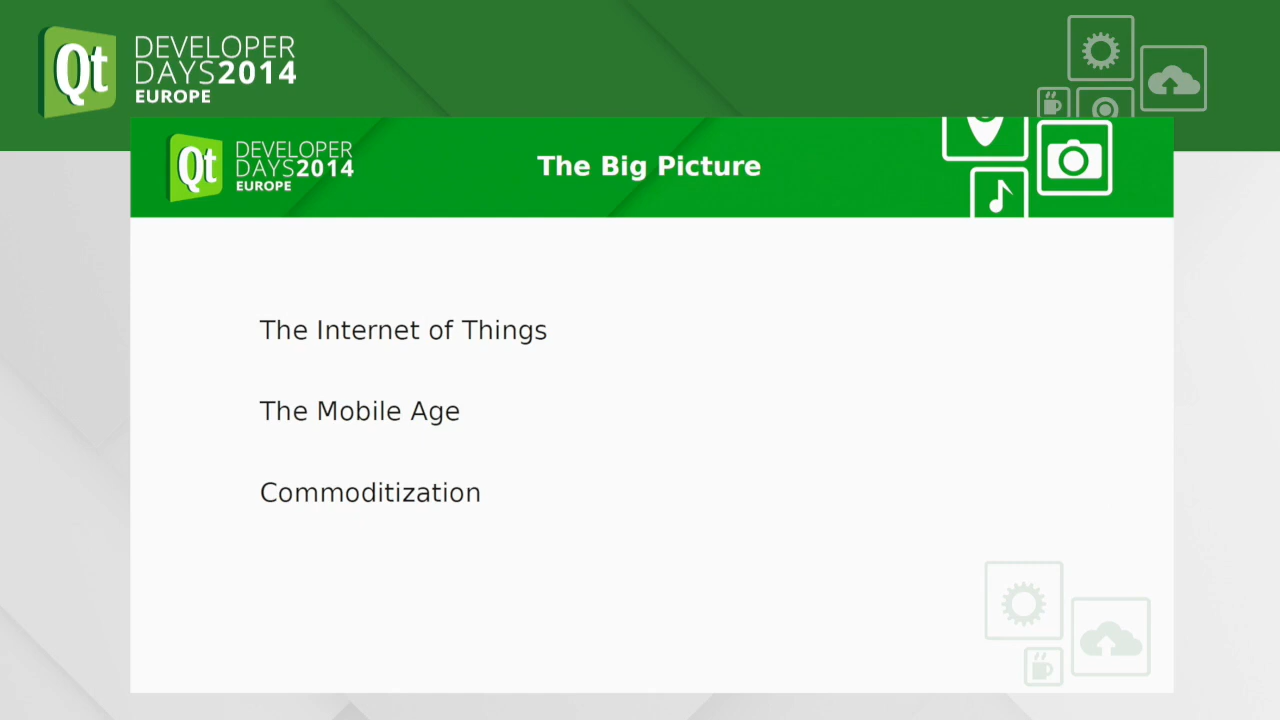 Qt
DEVELOPER
DAYS2014
EUROPE
Qt
DEVELOPER
DAYS2014
EUROPE
The Big Picture
The Internet of Things
The Mobile Age
Commoditization